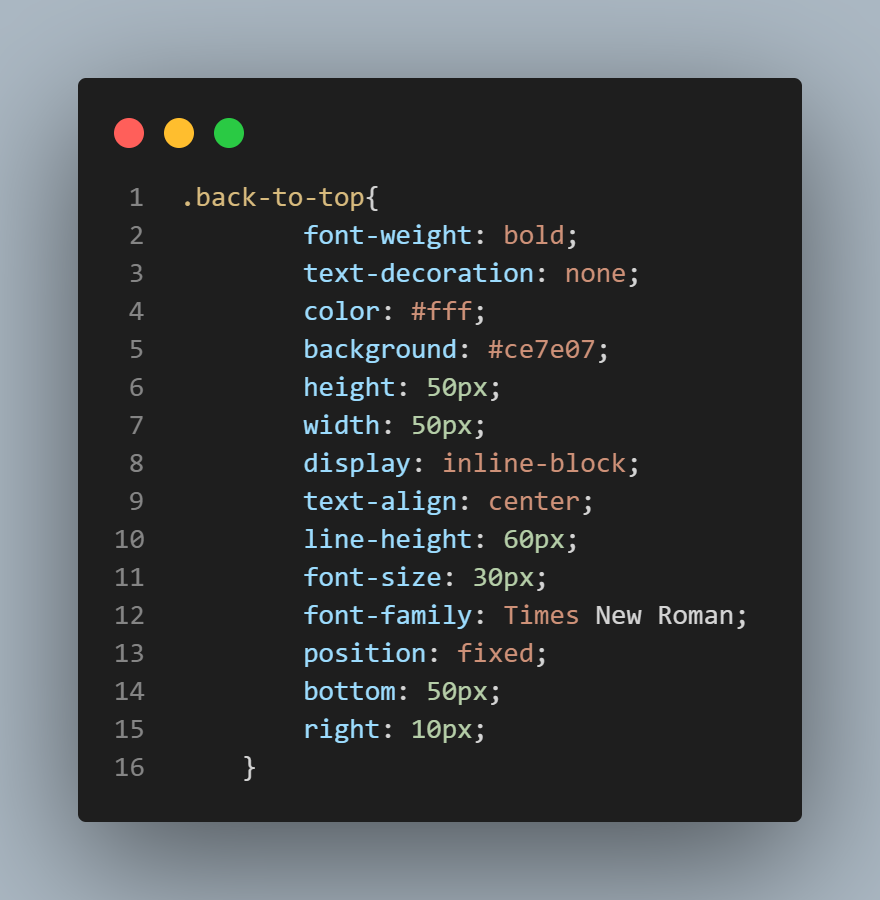 1 .back-to-top{
2 font-weight: bold;
3 text-decoration: none;
4 color: #fff;
5 background: #ce7e07;
6 height: 50px;
7 width: 50px;
8 display: inline-block;
9 text-align: center;
10 line-height: 60px;
11 font-size: 30px;
12 font-family: Times New Roman;
13 position: fixed;
14 bottom: 50px;
15 right: 10px;
16 }